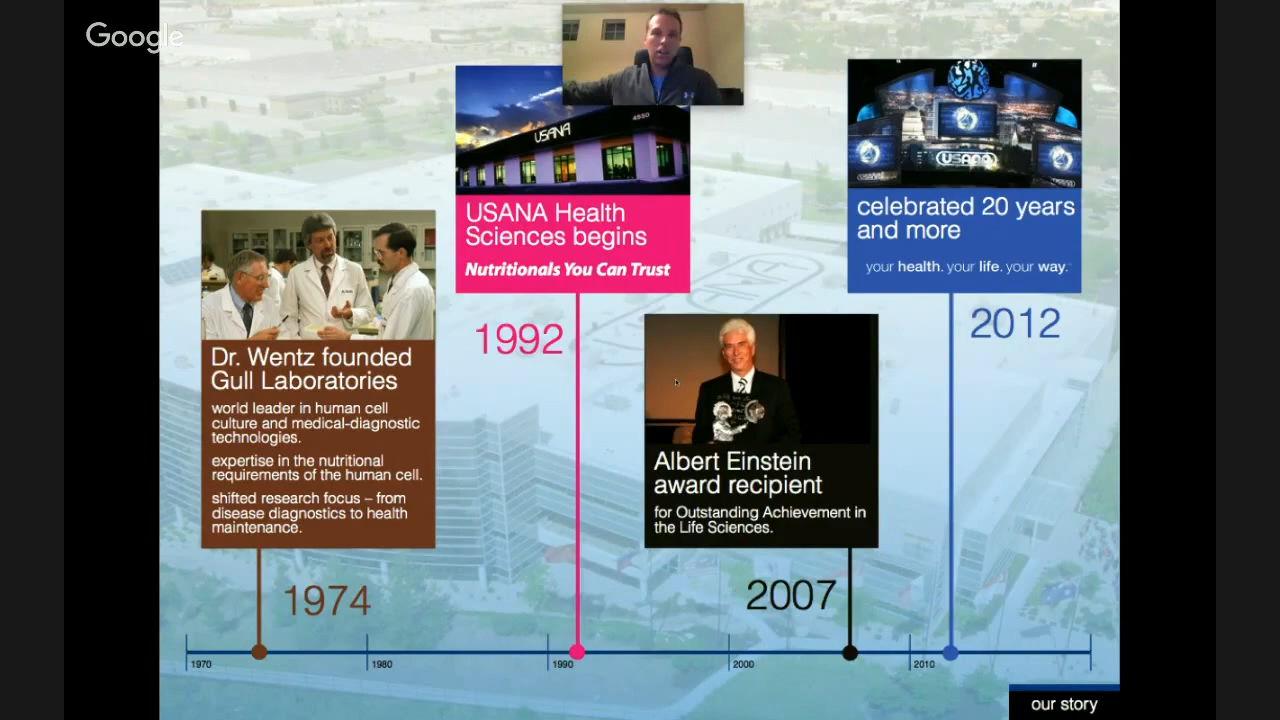 Google
USANA
4550
USANA Health
Sciences begins
Nutritionals You Can Trust
1992
USANA
celebrated 20 years
and more
your health. your life. your way.
2012
Dr. Wentz founded
Gull Laboratories
world leader in human cell
culture and medical-diagnostic
technologies.
expertise in the nutritional
requirements of the human cell.
shifted research focus – from
disease diagnostics to health
maintenance.
1974
Albert Einstein
award recipient
for Outstanding Achievement in
the Life Sciences.
2007
1970
1980
1990
2000
2010
our story